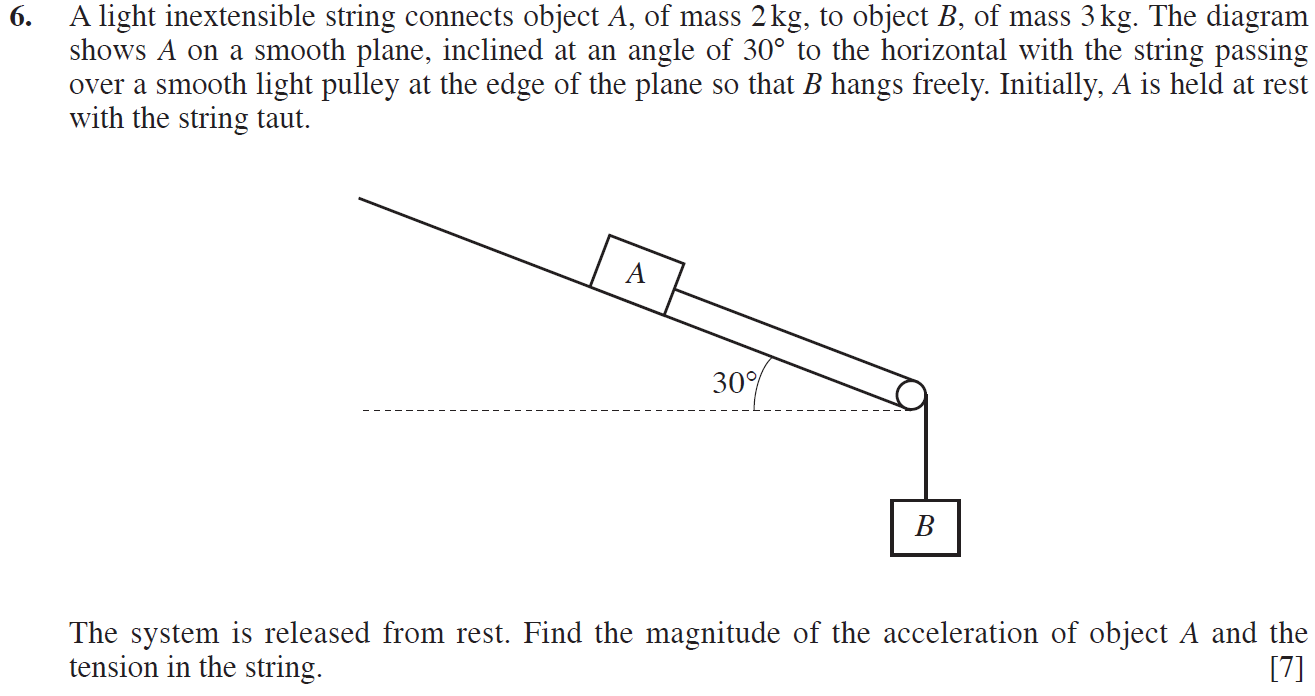 6. A light inextensible string connects object A, of mass 2 kg, to object B, of mass 3 kg. The diagram
shows A on a smooth plane, inclined at an angle of 30° to the horizontal with the string passing
over a smooth light pulley at the edge of the plane so that B hangs freely. Initially, A is held at rest
with the string taut.
A
30°
B
The system is released from rest. Find the magnitude of the acceleration of object A and the
tension in the string. [7]